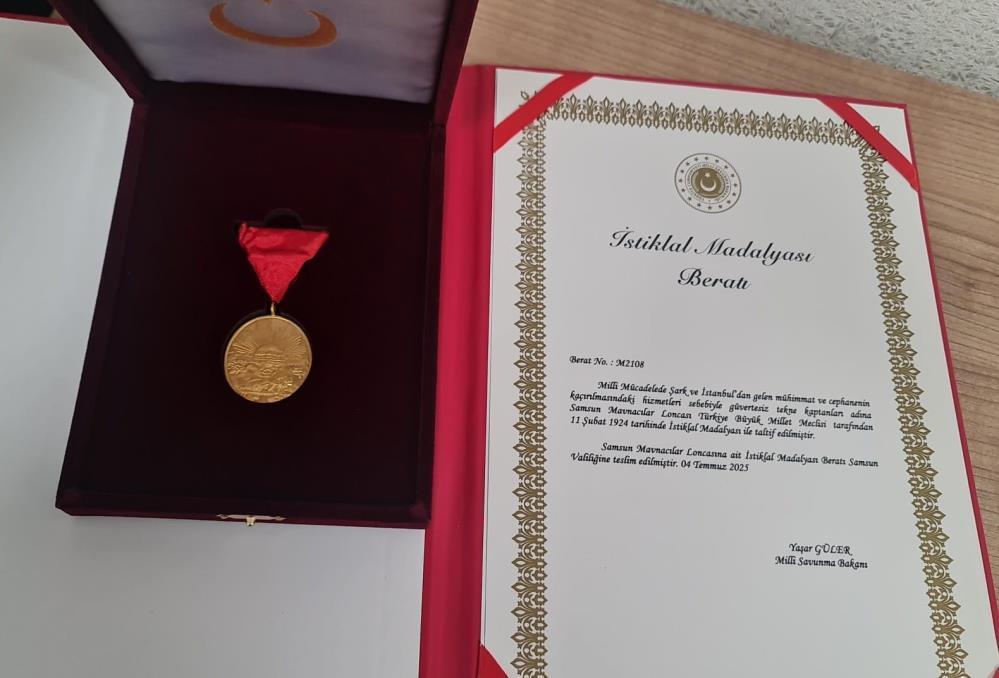 İstiklal Madalyası
Beratı
Berat No. : M2108
Milli Mücadelede Şark ve İstanbul'dan gelen mühimmat ve cephanenin
kaçırılmasındaki hizmetleri sebebiyle güvertesiz tekne kaptanları adına
Samsun Mavnacılar Loncası Türkiye Büyük Millet Meclisi tarafından
11 Şubat 1924 tarihinde İstiklal Madalyası ile taltif edilmiştir.
Samsun Mavnacılar Loncasına ait İstiklal Madalyası Beratı Samsun
Valiliğine teslim edilmiştir. 04 Temmuz 2025
Yaşar GÜLER
Milli Savunma Bakanı